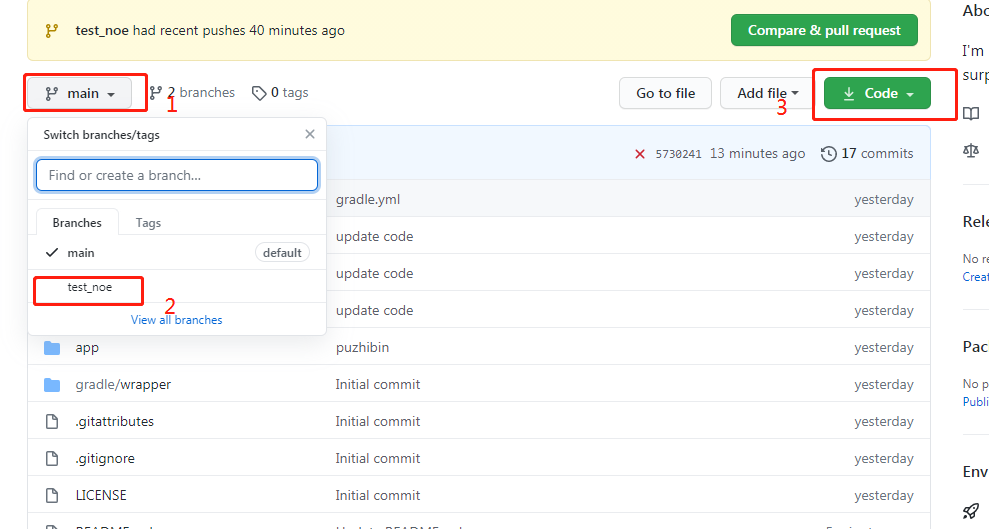 test_noe had recent pushes 40 minutes ago
Compare & pull request
Abo
main
1
2 branches
0 tags
Go to file
Add file
3
Code
I'm
surp
Switch branches/tags
Find or create a branch...
Branches
Tags
main
default
test_noe
2
View all branches
5730241
13 minutes ago
17 commits
gradle.yml
yesterday
update code
yesterday
update code
yesterday
update code
yesterday
app
puzhibin
yesterday
gradle/wrapper
Initial commit
yesterday
.gitattributes
Initial commit
yesterday
.gitignore
Initial commit
yesterday
LICENSE
Initial commit
yesterday
Rele
No re
Creat
Pac
No p
Publi
Env